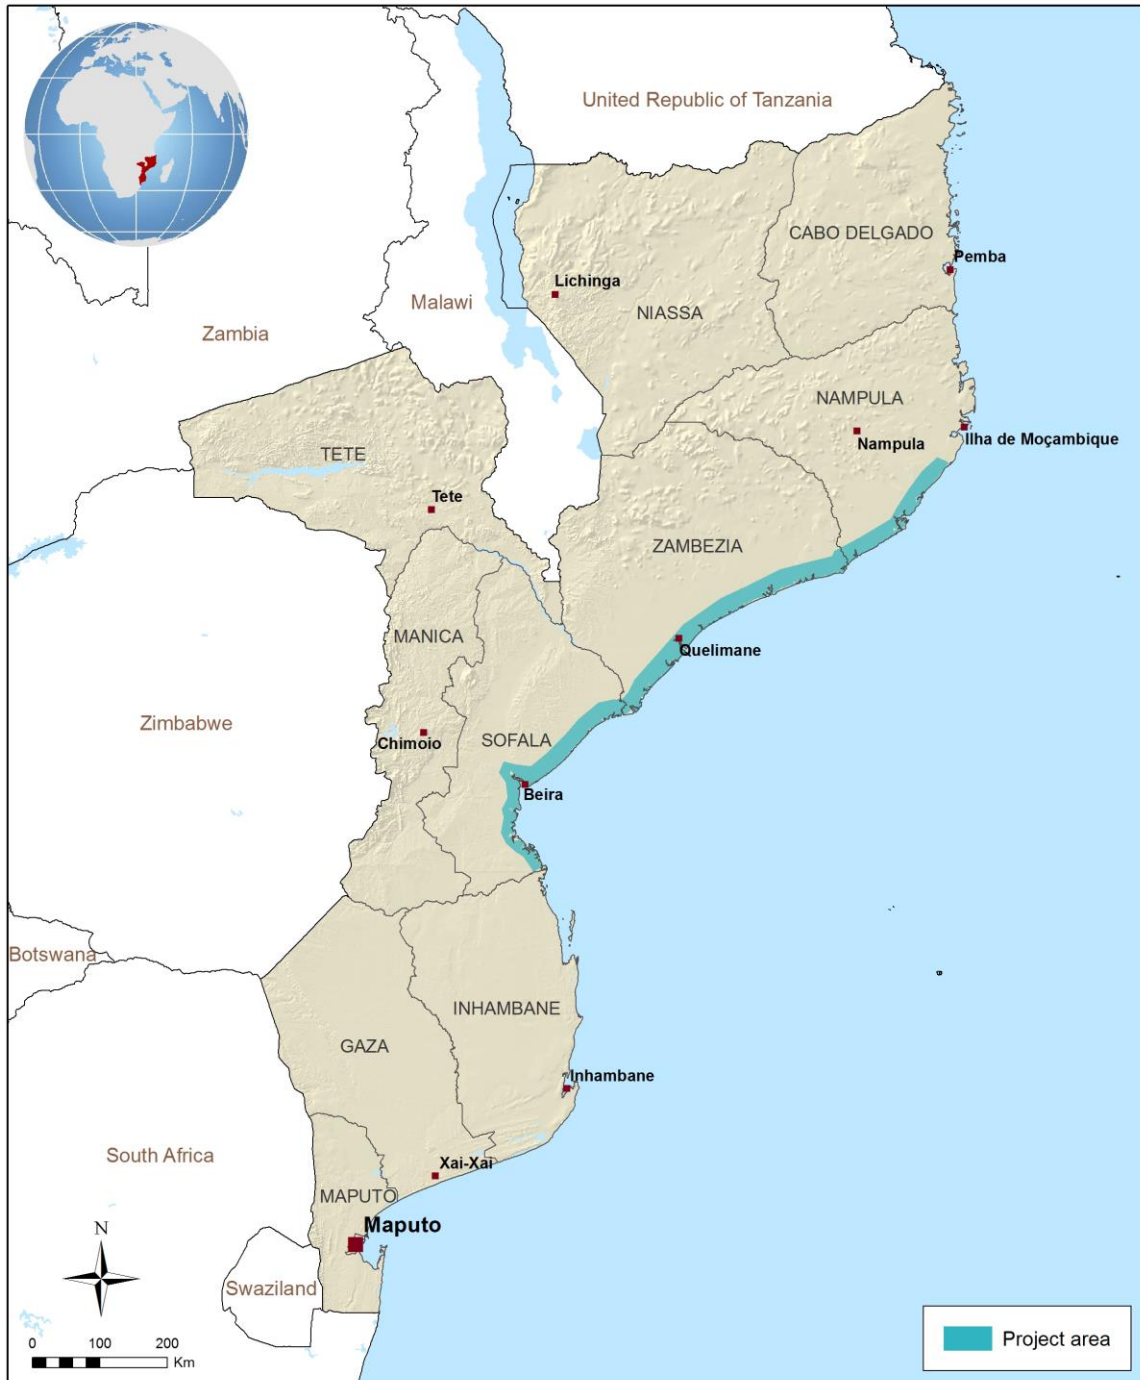 United Republic of Tanzania
CABO DELGADO
Pemba
Lichinga
Malawi
NIASSA
Zambia
NAMPULA
Nampula
Ilha de Moçambique
TETE
Tete
ZAMBEZIA
MANICA
Quelimane
Zimbabwe
Chimoio
SOFALA
Beira
Botswana
INHAMBANE
GAZA
Inhambane
South Africa
Xai-Xai
MAPUTO
Maputo
N
Swaziland
0 100 200
Km
Project area